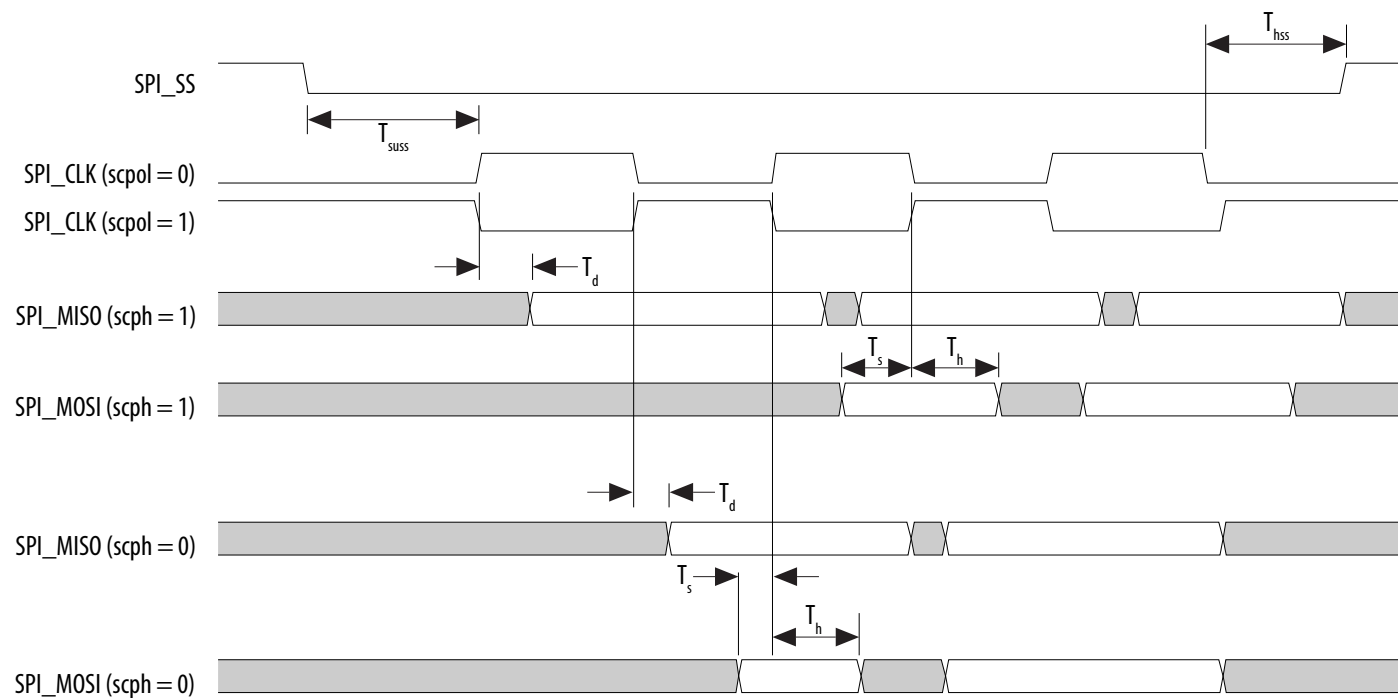 T_hss
SPI_SS
T_suss
SPI_CLK (scpol = 0)
SPI_CLK (scpol = 1)
T_d
SPI_MISO (scph = 1)
T_s T_h
SPI_MOSI (scph = 1)
T_d
SPI_MISO (scph = 0)
T_s
T_h
SPI_MOSI (scph = 0)